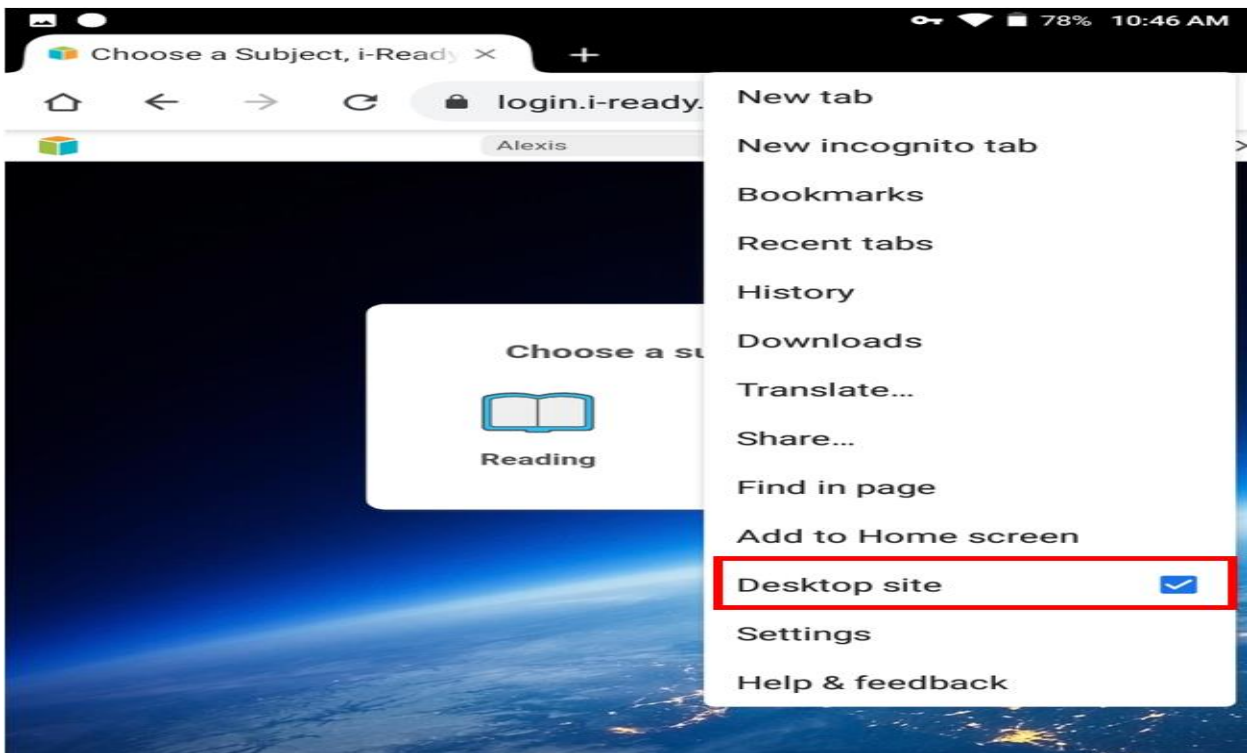 78% 10:46 AM
Choose a Subject, i-Ready
login.i-ready.
Alexis
New tab
New incognito tab
Bookmarks
Recent tabs
History
Choose a su
Downloads
Translate...
Share...
Reading
Find in page
Add to Home screen
Desktop site
Settings
Help & feedback